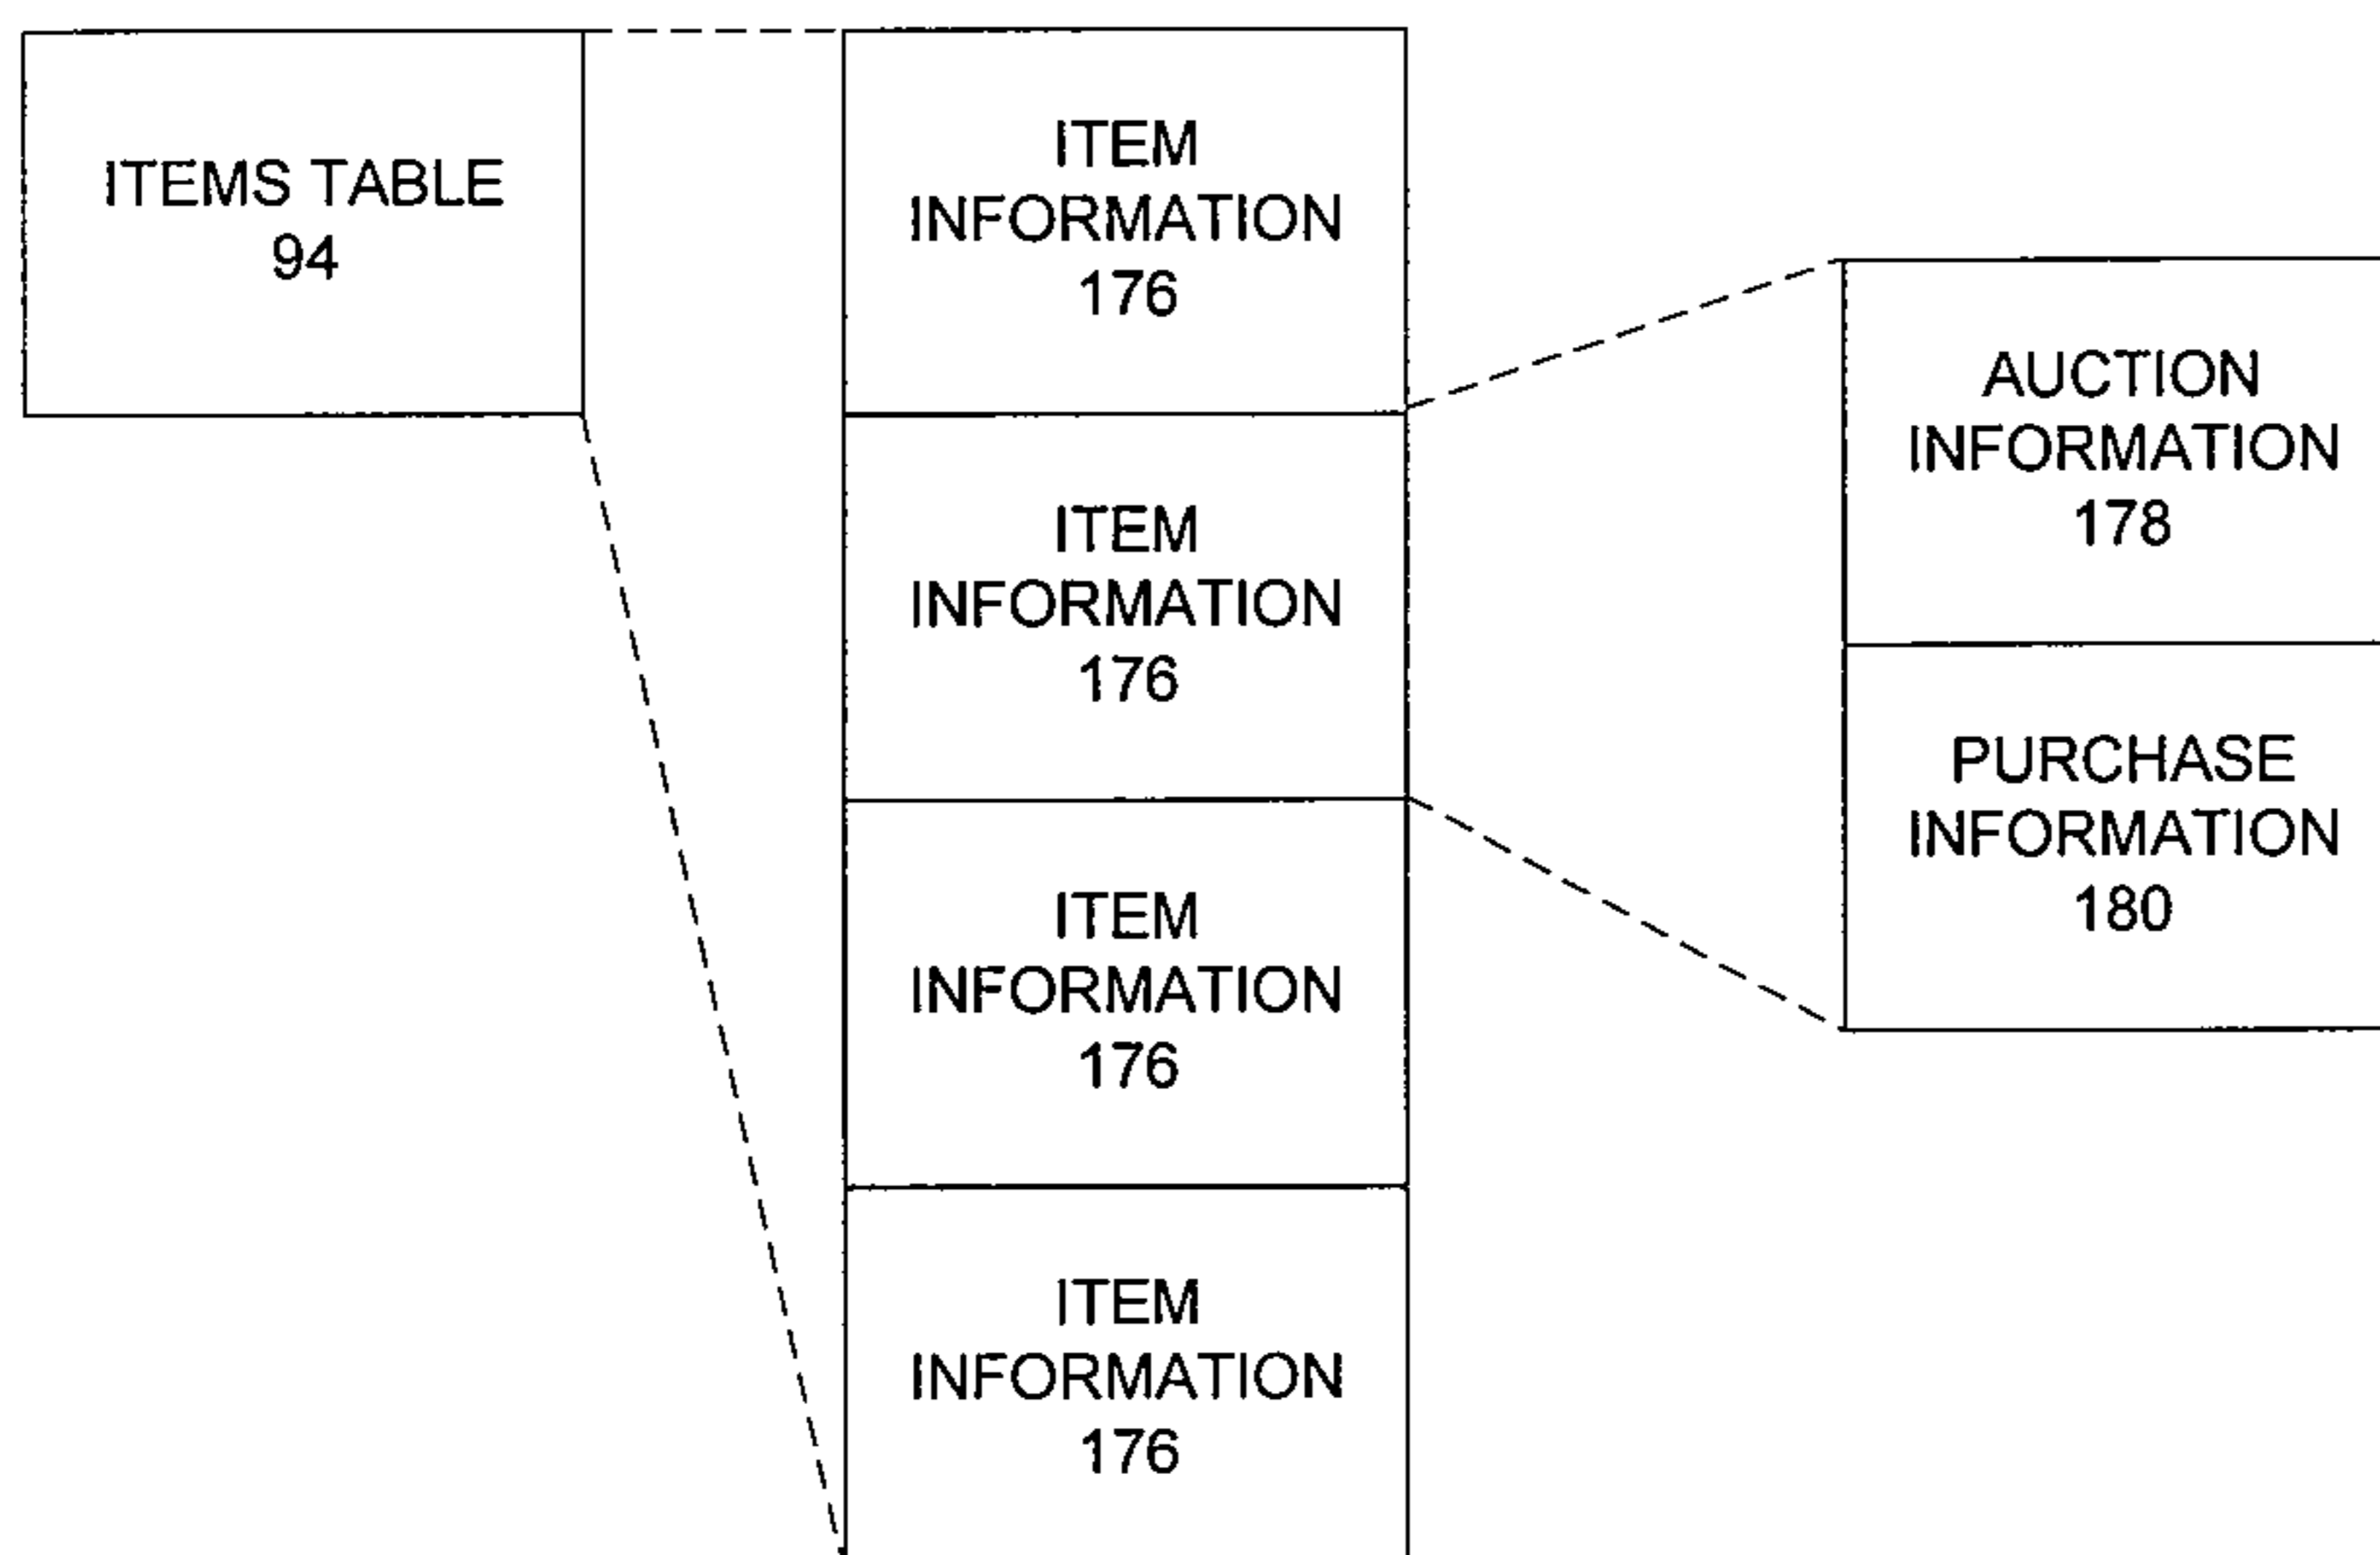 ITEMS TABLE
94
ITEM
INFORMATION
176
ITEM
INFORMATION
176
ITEM
INFORMATION
176
ITEM
INFORMATION
176
AUCTION
INFORMATION
178
PURCHASE
INFORMATION
180